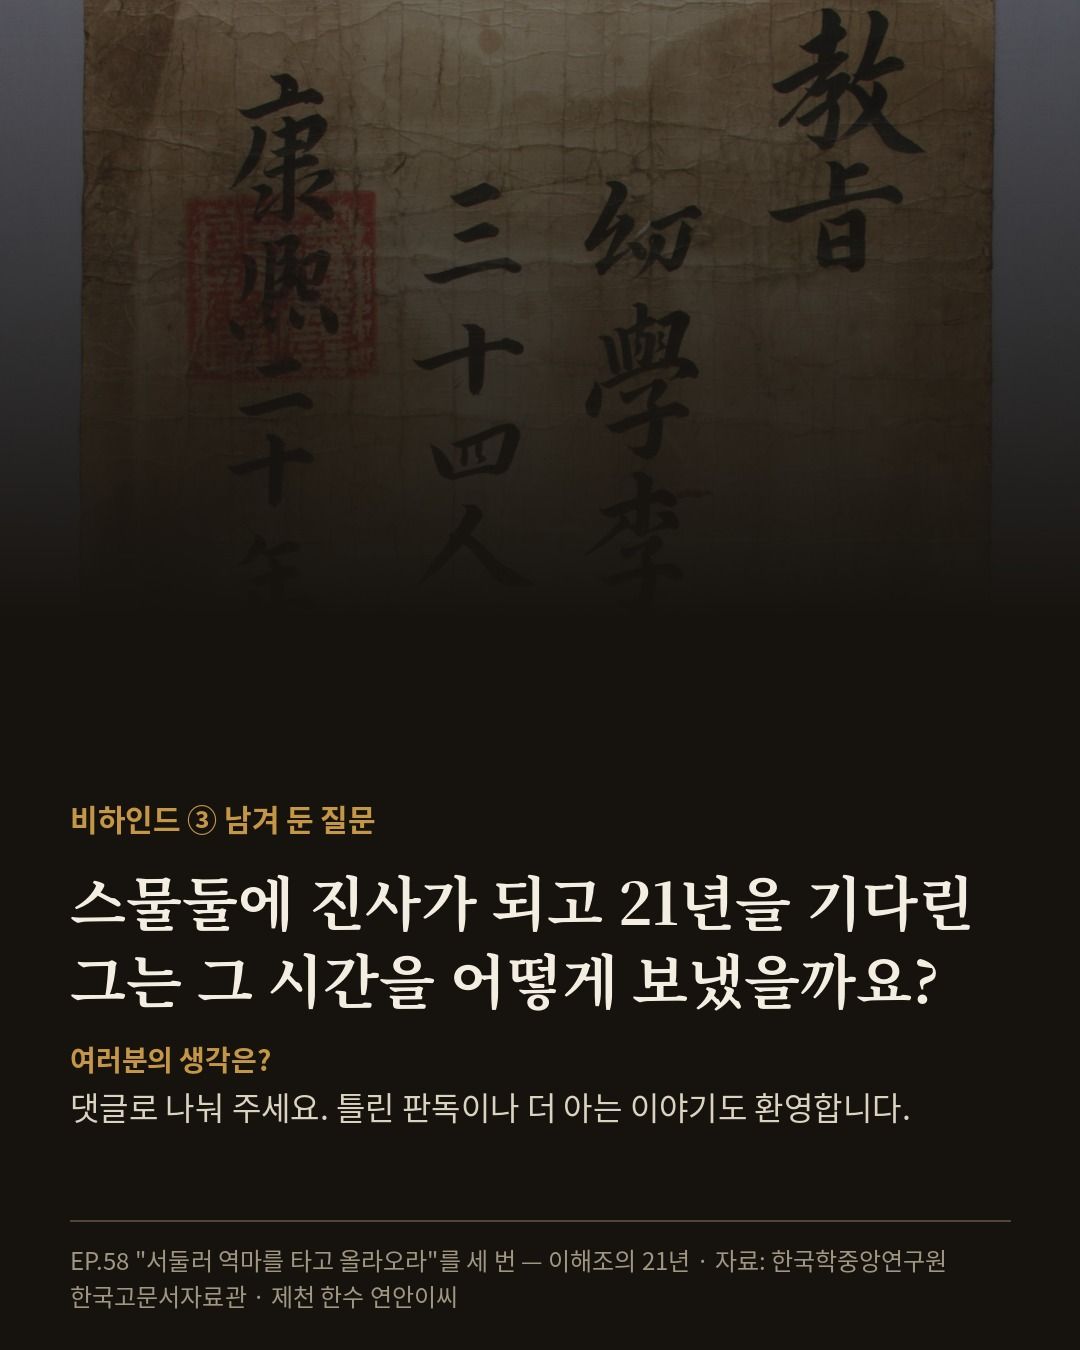 教旨
幼學李
三十四人
康熙二十年
비하인드 ③ 남겨 둔 질문
스물둘에 진사가 되고 21년을 기다린
그는 그 시간을 어떻게 보냈을까요?
여러분의 생각은?
댓글로 나눠 주세요. 틀린 판독이나 더 아는 이야기도 환영합니다.
EP.58 "서둘러 역마를 타고 올라오라"를 세 번 — 이해조의 21년 · 자료: 한국학중앙연구원
한국고문서자료관 · 제천 한수 연안이씨